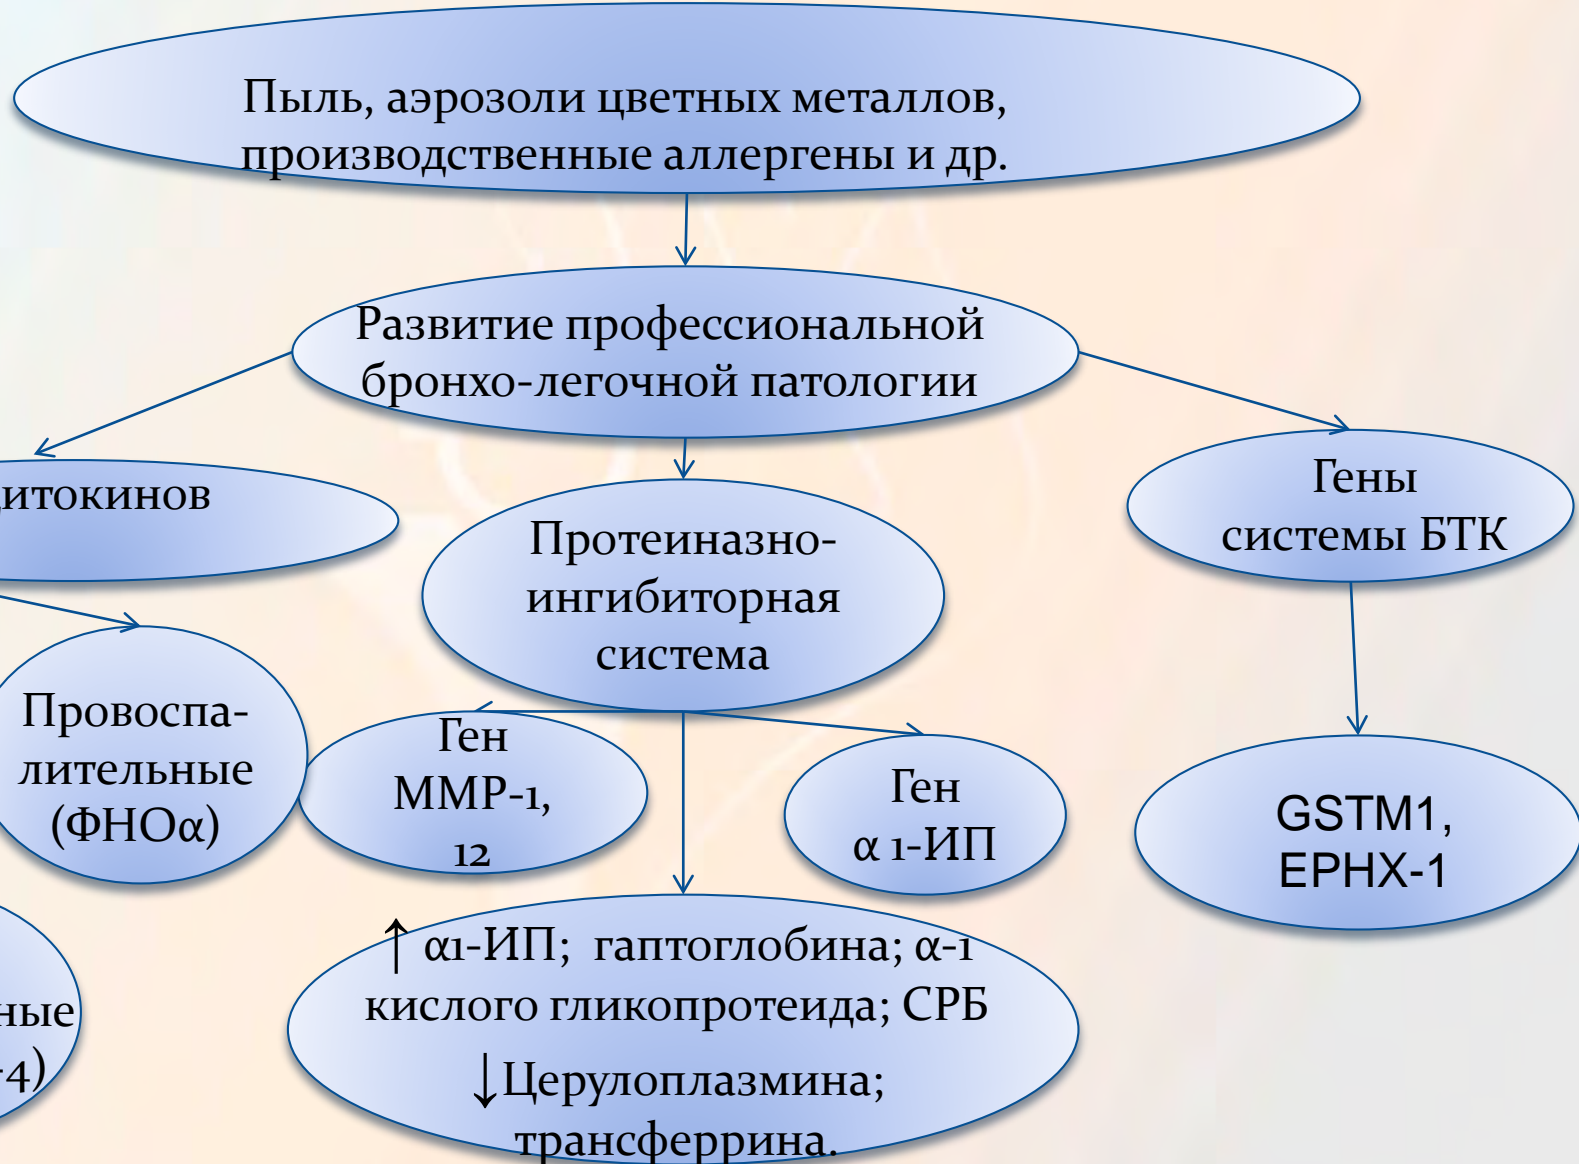 Пыль, аэрозоли цветных металлов,
производственные аллергены и др.
Развитие профессиональной
бронхо-легочной патологии
итокинов
Протеиназно-
ингибиторная
система
Гены
системы БТК
Провоспа-
лительные
(ФНОα)
Ген
ММР-1,
12
Ген
α 1-ИП
GSTM1,
EPHX-1
ные
-4)
↑ α1-ИП; гаптоглобина; α-1
кислого гликопротеида; СРБ
↓Церулоплазмина;
трансферрина.